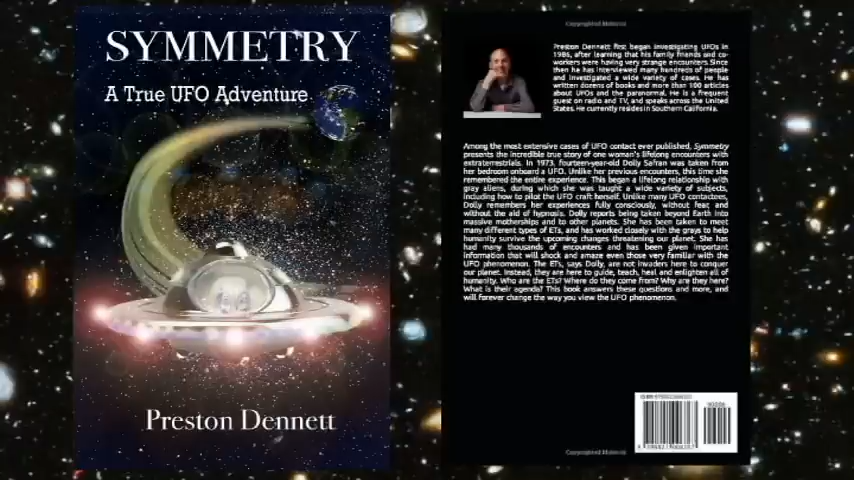 SYMMETRY
A True UFO Adventure
Preston Dennett
Copyrighted Material
Preston Dennett first began investigating UFOs in
1986, after learning that his family friends and co-
workers were having very strange encounters. Since
then he has interviewed many hundreds of people
and investigated a wide variety of cases. He has
written dozens of books and more than 100 articles
about UFOs and the paranormal. He is a frequent
guest on radio and TV, and speaks across the United
States. He currently resides in Southern California.
Among the most extensive cases of UFO contact ever published, Symmetry
presents the incredible true story of one woman's lifelong encounters with
extraterrestrials. In 1973, fourteen-year-old Dolly Safran was taken from
her bedroom onboard a UFO. Unlike her previous encounters, this time she
remembered the entire experience. This began a lifelong relationship with
gray aliens, during which she was taught a wide variety of subjects,
including how to pilot the UFO craft herself. Unlike many UFO contactees,
Dolly remembers her experiences fully consciously, without fear, and
without the aid of hypnosis. Dolly reports being taken beyond Earth into
massive motherships and to other planets. She has been taken to meet
many different types of ETs, and has worked closely with the grays to help
humanity survive the upcoming changes threatening our planet. She has
had many thousands of encounters and has been given important
information that will shock and amaze even those very familiar with the
UFO phenomenon. The ETs, says Dolly, are not invaders here to conquer
our planet. Instead, they are here to guide, teach, heal and enlighten all of
humanity. Who are the ETs? Where do they come from? Why are they here?
What is their agenda? This book answers these questions and more, and
will forever change the way you view the UFO phenomenon.
ISBN
Copyrighted Material